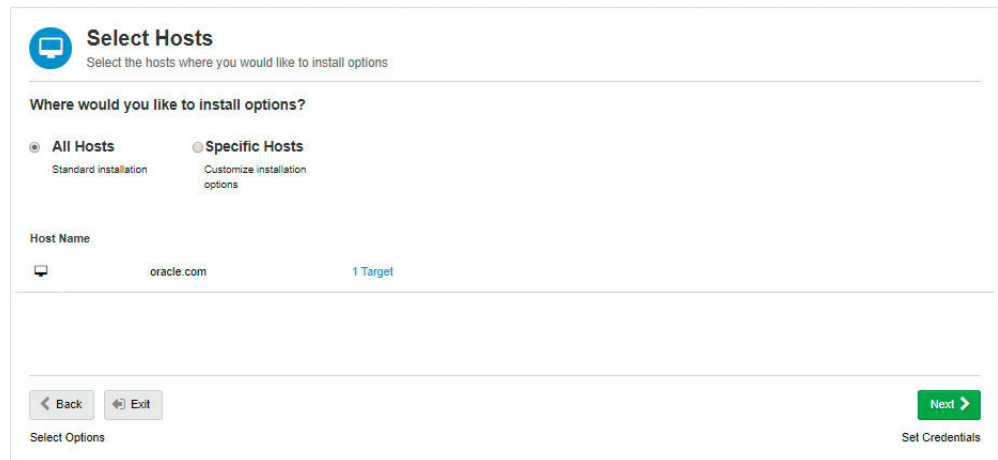 Select Hosts
Select the hosts where you would like to install options
Where would you like to install options?
All Hosts
Specific Hosts
Standard installation
Customize installation
options
Host Name
oracle.com
1 Target
Back
Exit
Next
Select Options
Set Credentials